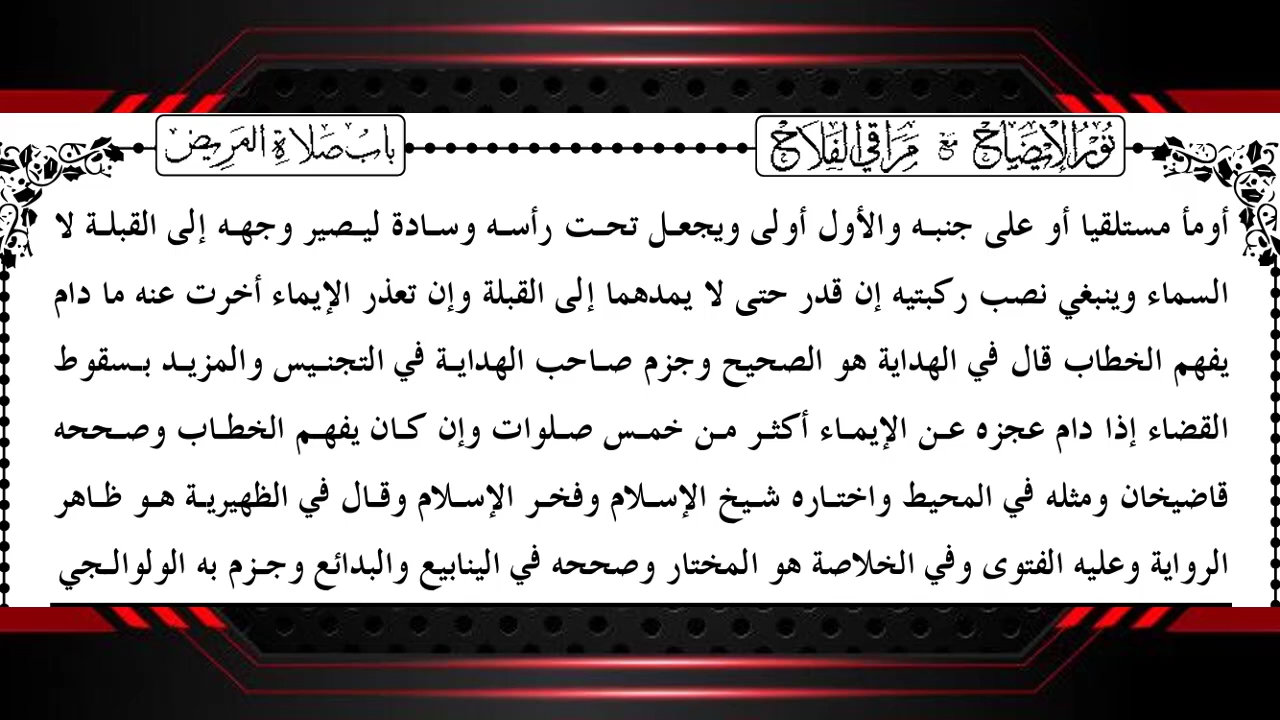 نور الإيضاح مع مراقي الفلاح
باب صلاة المريض
أومأ مستلقيا أو على جنبه والأول أولى ويجعل تحت رأسه وسادة ليصير وجهه إلى القبلة لا
السماء وينبغي نصب ركبتيه إن قدر حتى لا يمدهما إلى القبلة وإن تعذر الإيماء أخرت عنه ما دام
يفهم الخطاب قال في الهداية هو الصحيح وجزم صاحب الهداية في التجنيس والمزيد بسقوط
القضاء إذا دام عجزه عن الإيماء أكثر من خمس صلوات وإن كان يفهم الخطاب وصححه
قاضيخان ومثله في المحيط واختاره شيخ الإسلام وفخر الإسلام وقال في الظهيرية هو ظاهر
الرواية وعليه الفتوى وفي الخلاصة هو المختار وصححه في الينابيع والبدائع وجزم به الولوالجي